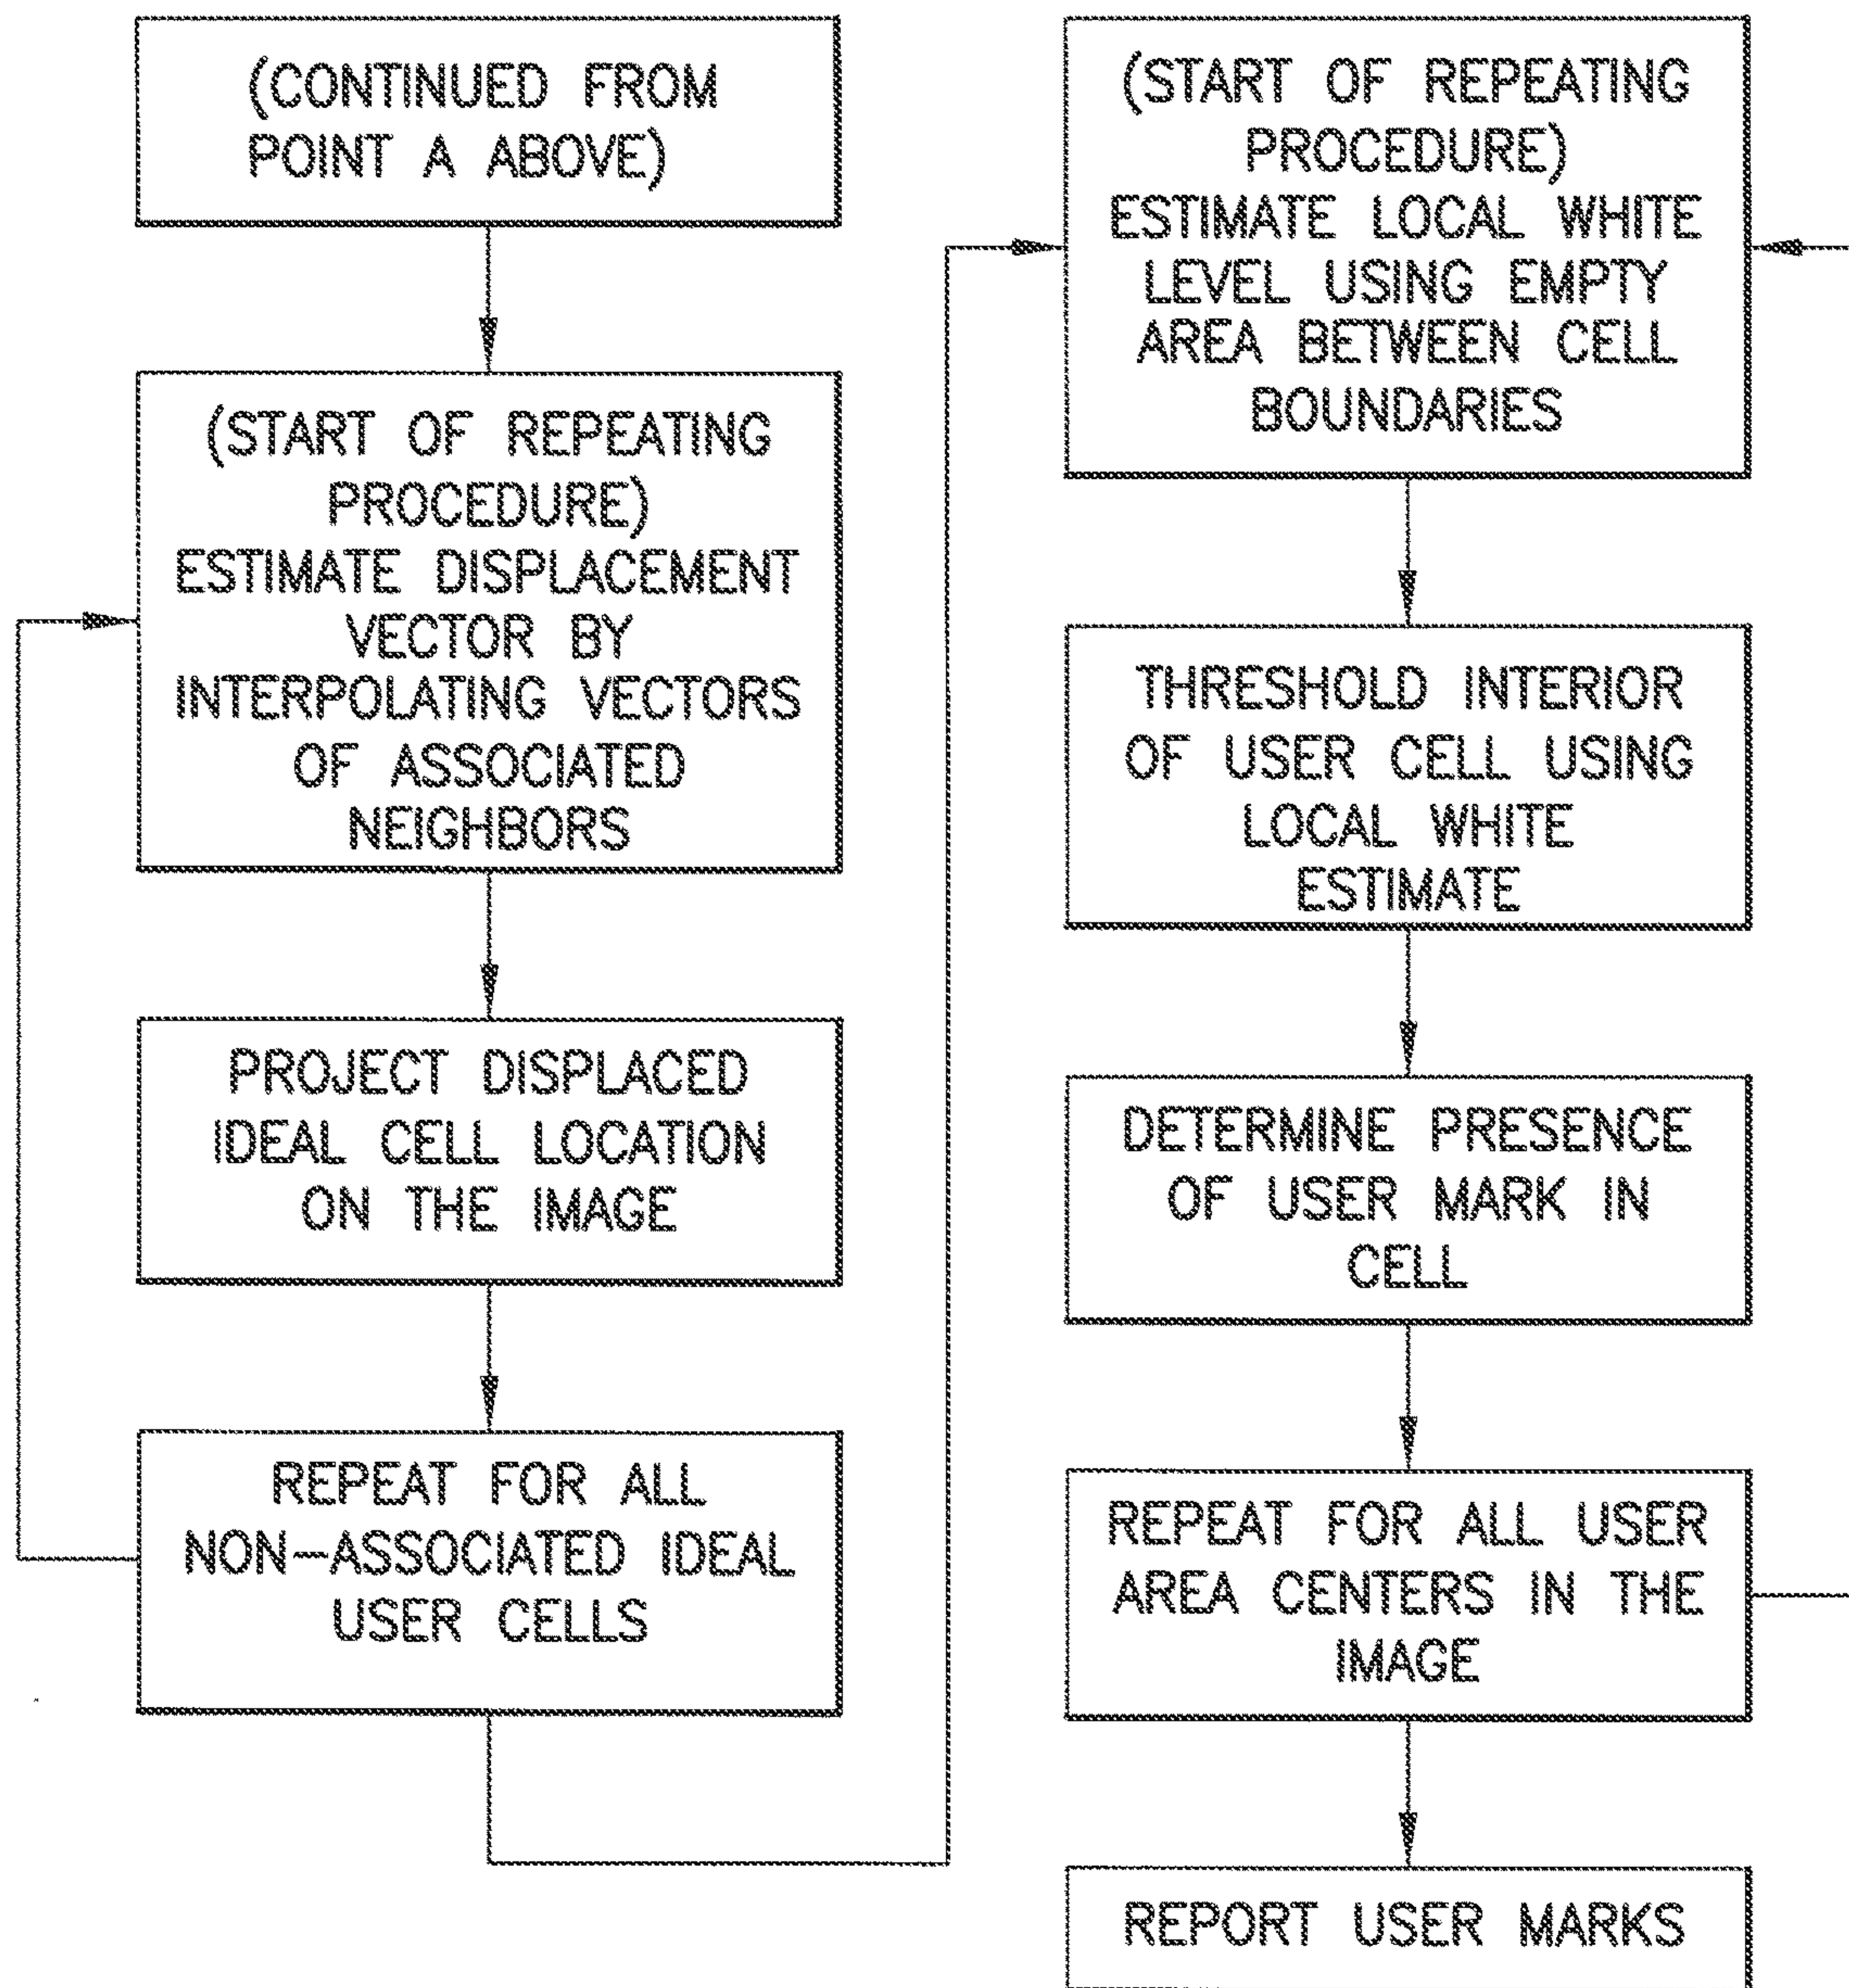 (CONTINUED FROM
POINT A ABOVE)
(START OF REPEATING
PROCEDURE)
ESTIMATE DISPLACEMENT
VECTOR BY
INTERPOLATING VECTORS
OF ASSOCIATED
NEIGHBORS
PROJECT DISPLACED
IDEAL CELL LOCATION
ON THE IMAGE
REPEAT FOR ALL
NON-ASSOCIATED IDEAL
USER CELLS
(START OF REPEATING
PROCEDURE)
ESTIMATE LOCAL WHITE
LEVEL USING EMPTY
AREA BETWEEN CELL
BOUNDARIES
THRESHOLD INTERIOR
OF USER CELL USING
LOCAL WHITE
ESTIMATE
DETERMINE PRESENCE
OF USER MARK IN
CELL
REPEAT FOR ALL USER
AREA CENTERS IN THE
IMAGE
REPORT USER MARKS